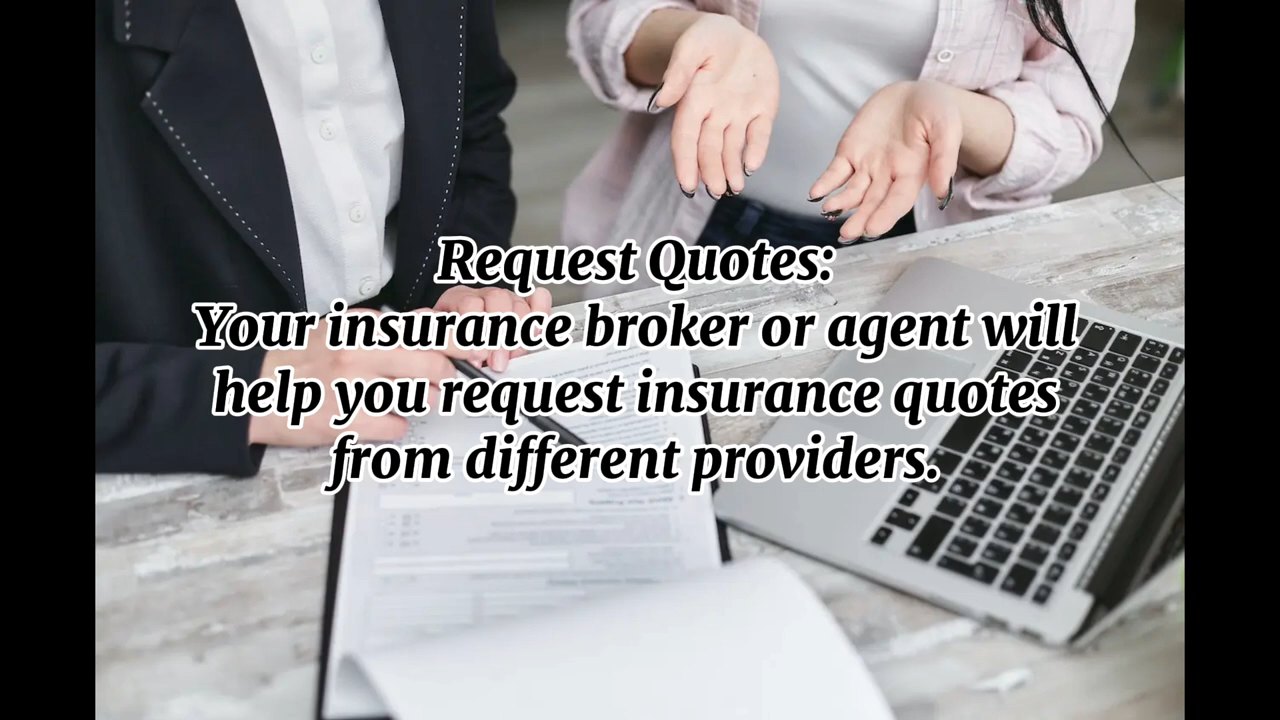 Request Quotes:
Your insurance broker or agent will
help you request insurance quotes
from different providers.